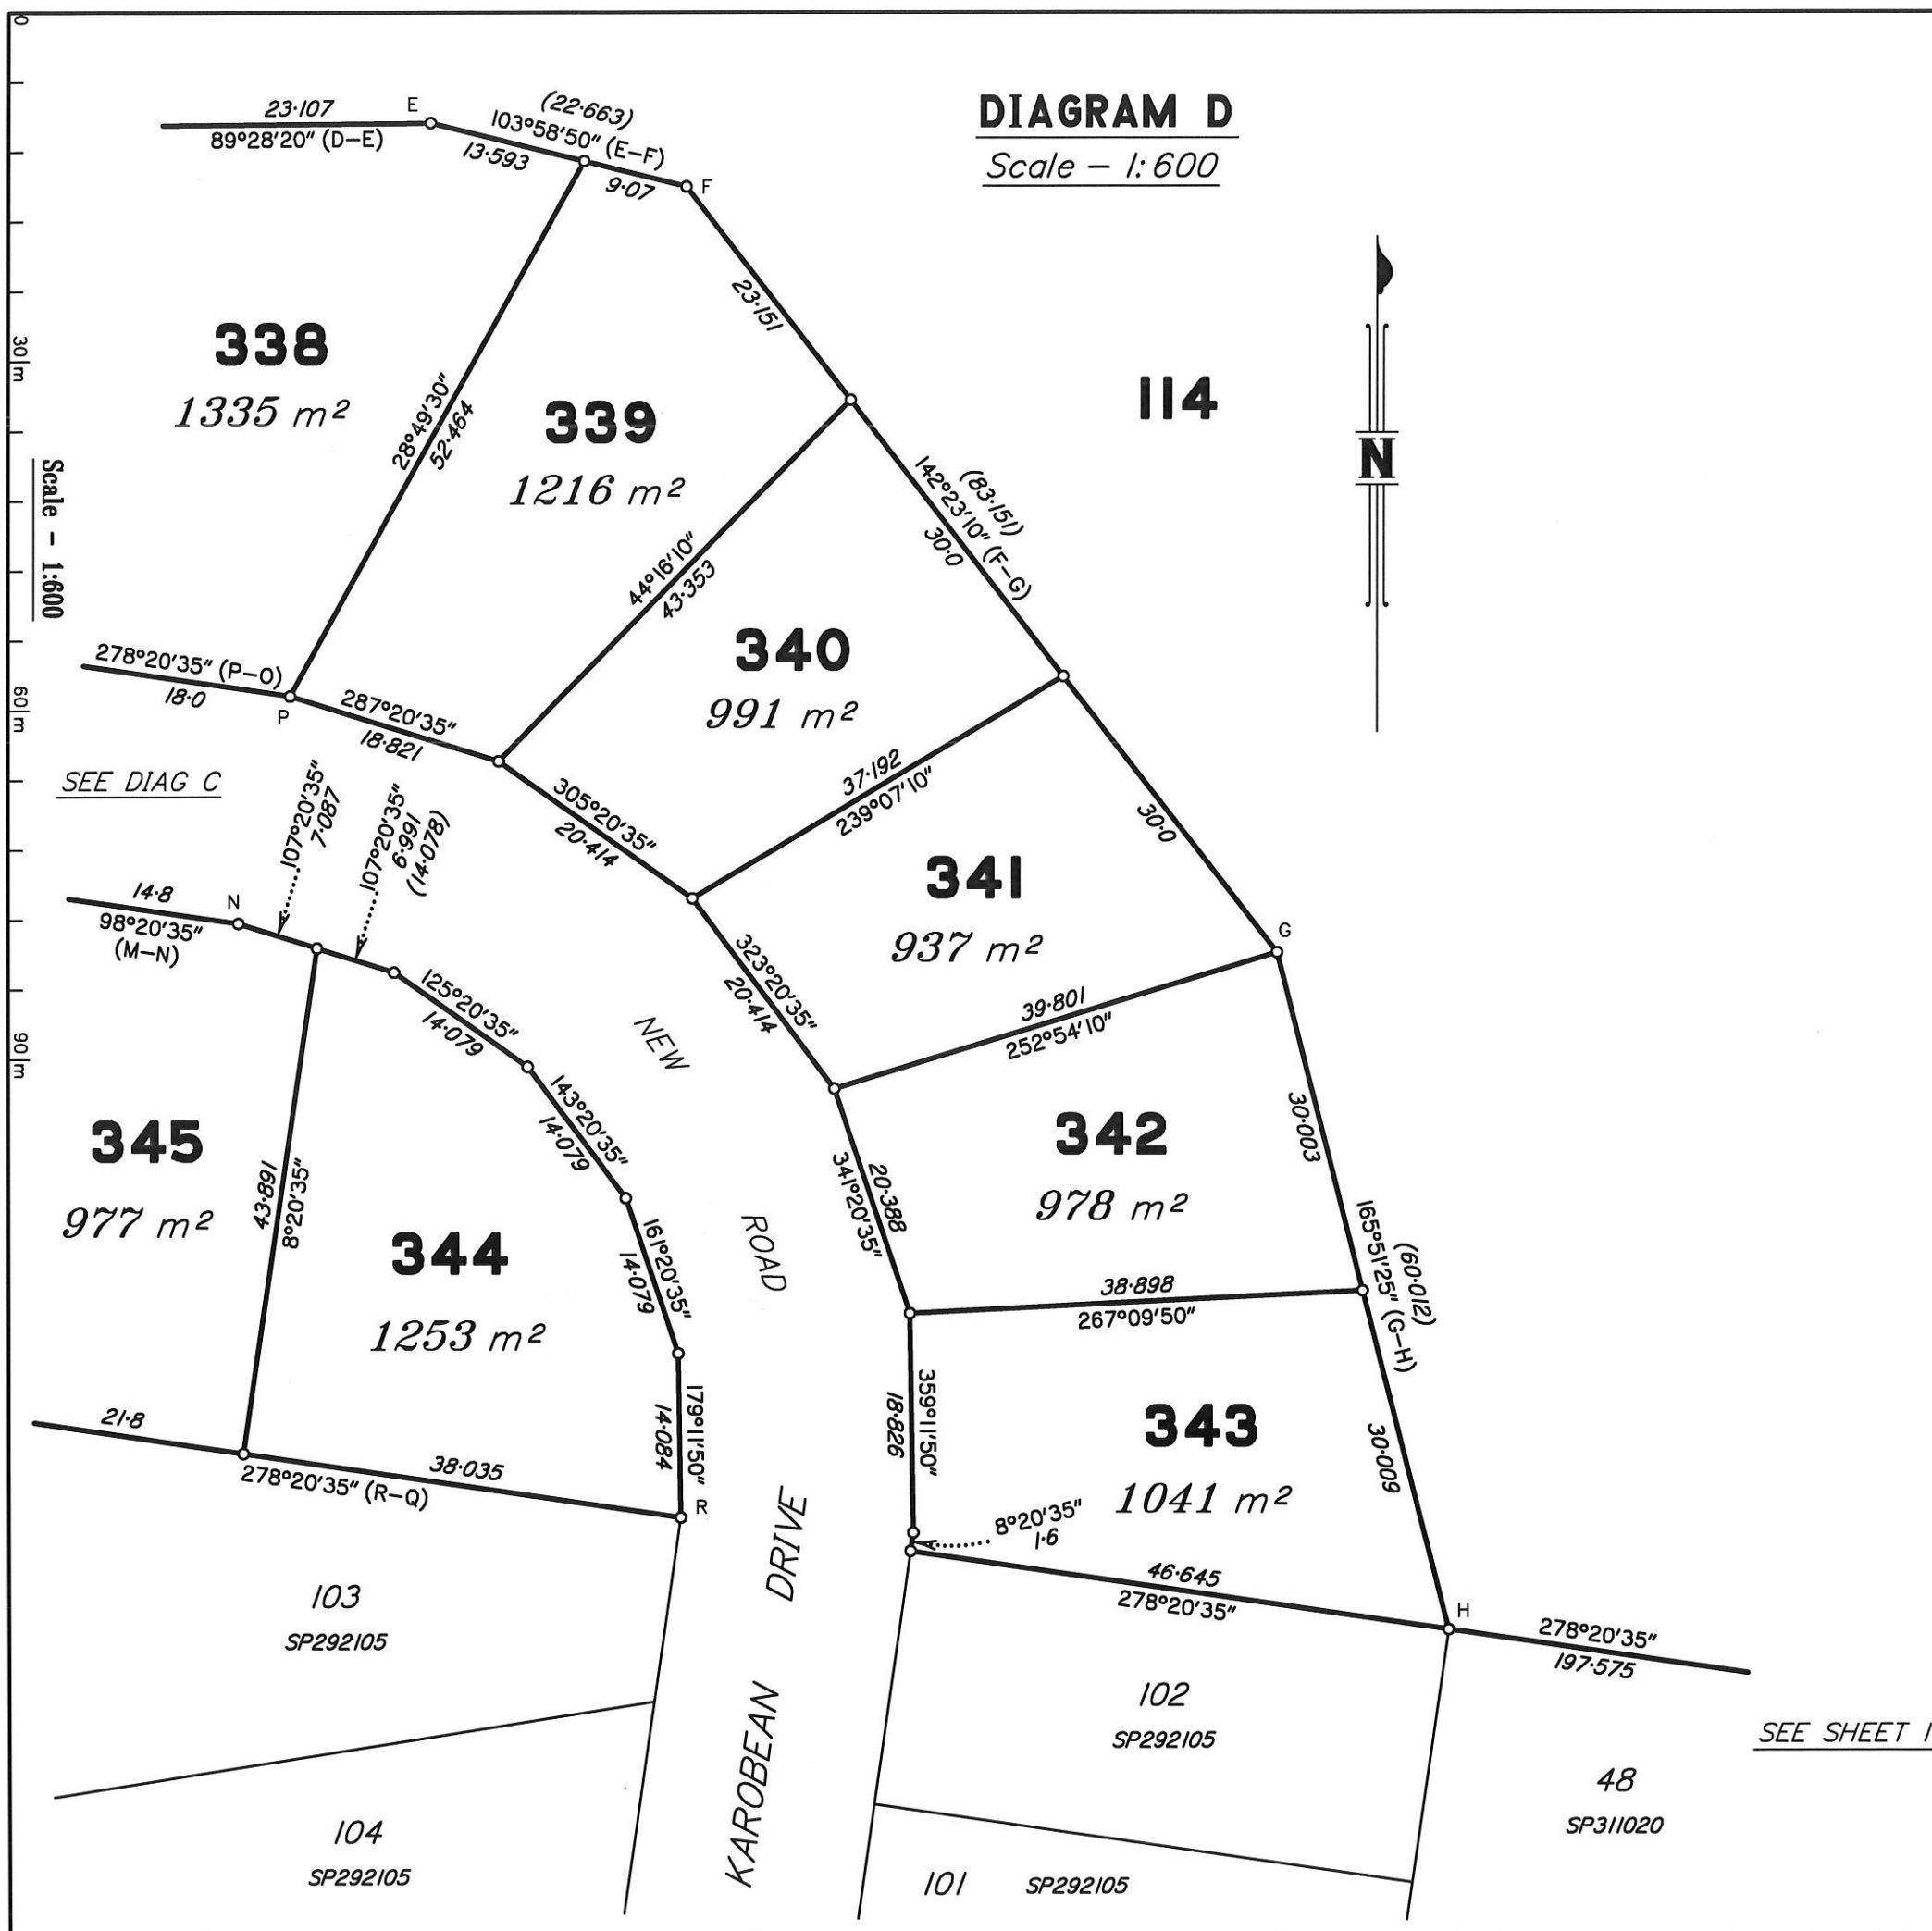 DIAGRAM D
Scale – 1:600
0
30 m
60 m
90 m
Scale - 1:600
N
23·107
89°28'20" (D–E)
E
(22·663)
103°58'50" (E–F)
13·593
9·07
F
23·151
338
1335 m²
28°49'30"
52·464
339
1216 m²
114
44°16'10"
43·353
(83·151)
142°23'10" (F–G)
30·0
340
991 m²
278°20'35" (P–O)
18·0
P
287°20'35"
18·821
SEE DIAG C
107°20'35"
7·087
107°20'35"
6·991
(14·078)
305°20'35"
20·414
37·192
239°07'10"
30·0
341
937 m²
G
14·8
N
98°20'35"
(M–N)
125°20'35"
14·079
323°20'35"
20·414
39·801
252°54'10"
NEW
ROAD
143°20'35"
14·079
345
977 m²
43·891
8°20'35"
344
1253 m²
161°20'35"
14·079
341°20'35"
20·388
342
978 m²
30·003
38·898
267°09'50"
165°51'25" (G–H)
(60·012)
21·8
278°20'35" (R–Q)
38·035
179°11'50"
14·084
R
359°11'50"
18·826
343
1041 m²
30·009
8°20'35"
1·6
46·645
278°20'35"
H
278°20'35"
197·575
KAROBEAN DRIVE
103
SP292105
102
SP292105
SEE SHEET 1
48
SP311020
104
SP292105
101 SP292105